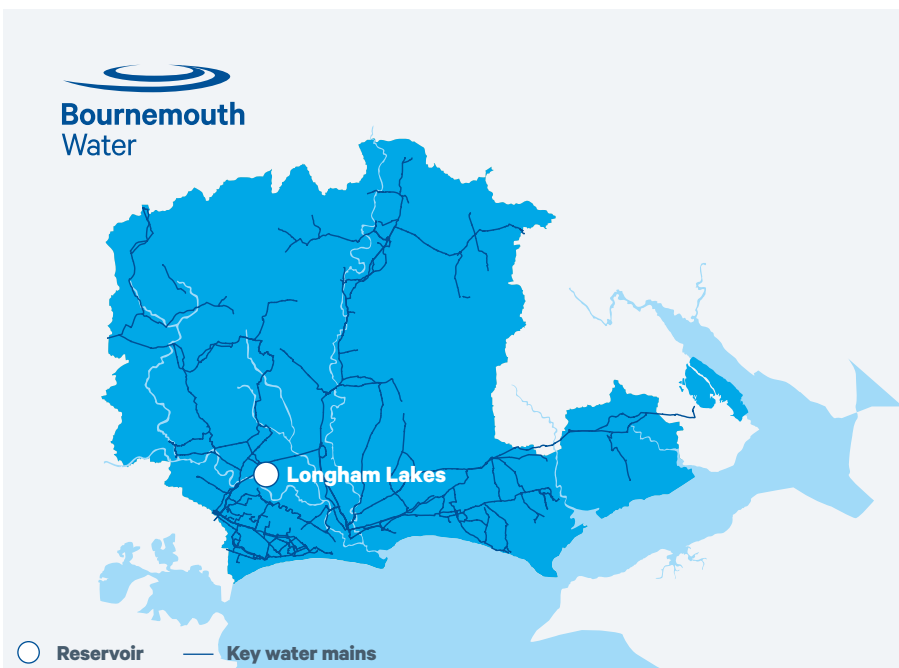 Bournemouth
Water
Longham Lakes
Reservoir
Key water mains